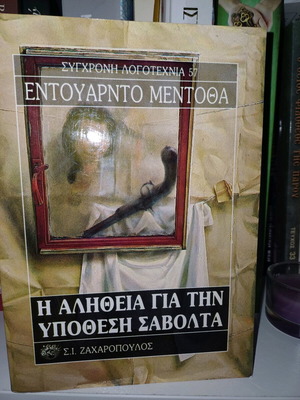 ΣΥΓΧΡΟΝΗ ΛΟΓΟΤΕΧΝΙΑ 57
ΕΝΤΟΥΑΡΝΤΟ ΜΕΝΤΟΘΑ
Η ΑΛΗΘΕΙΑ ΓΙΑ ΤΗΝ
ΥΠΟΘΕΣΗ ΣΑΒΟΛΤΑ
Σ.Ι. ΖΑΧΑΡΟΠΟΥΛΟΣ